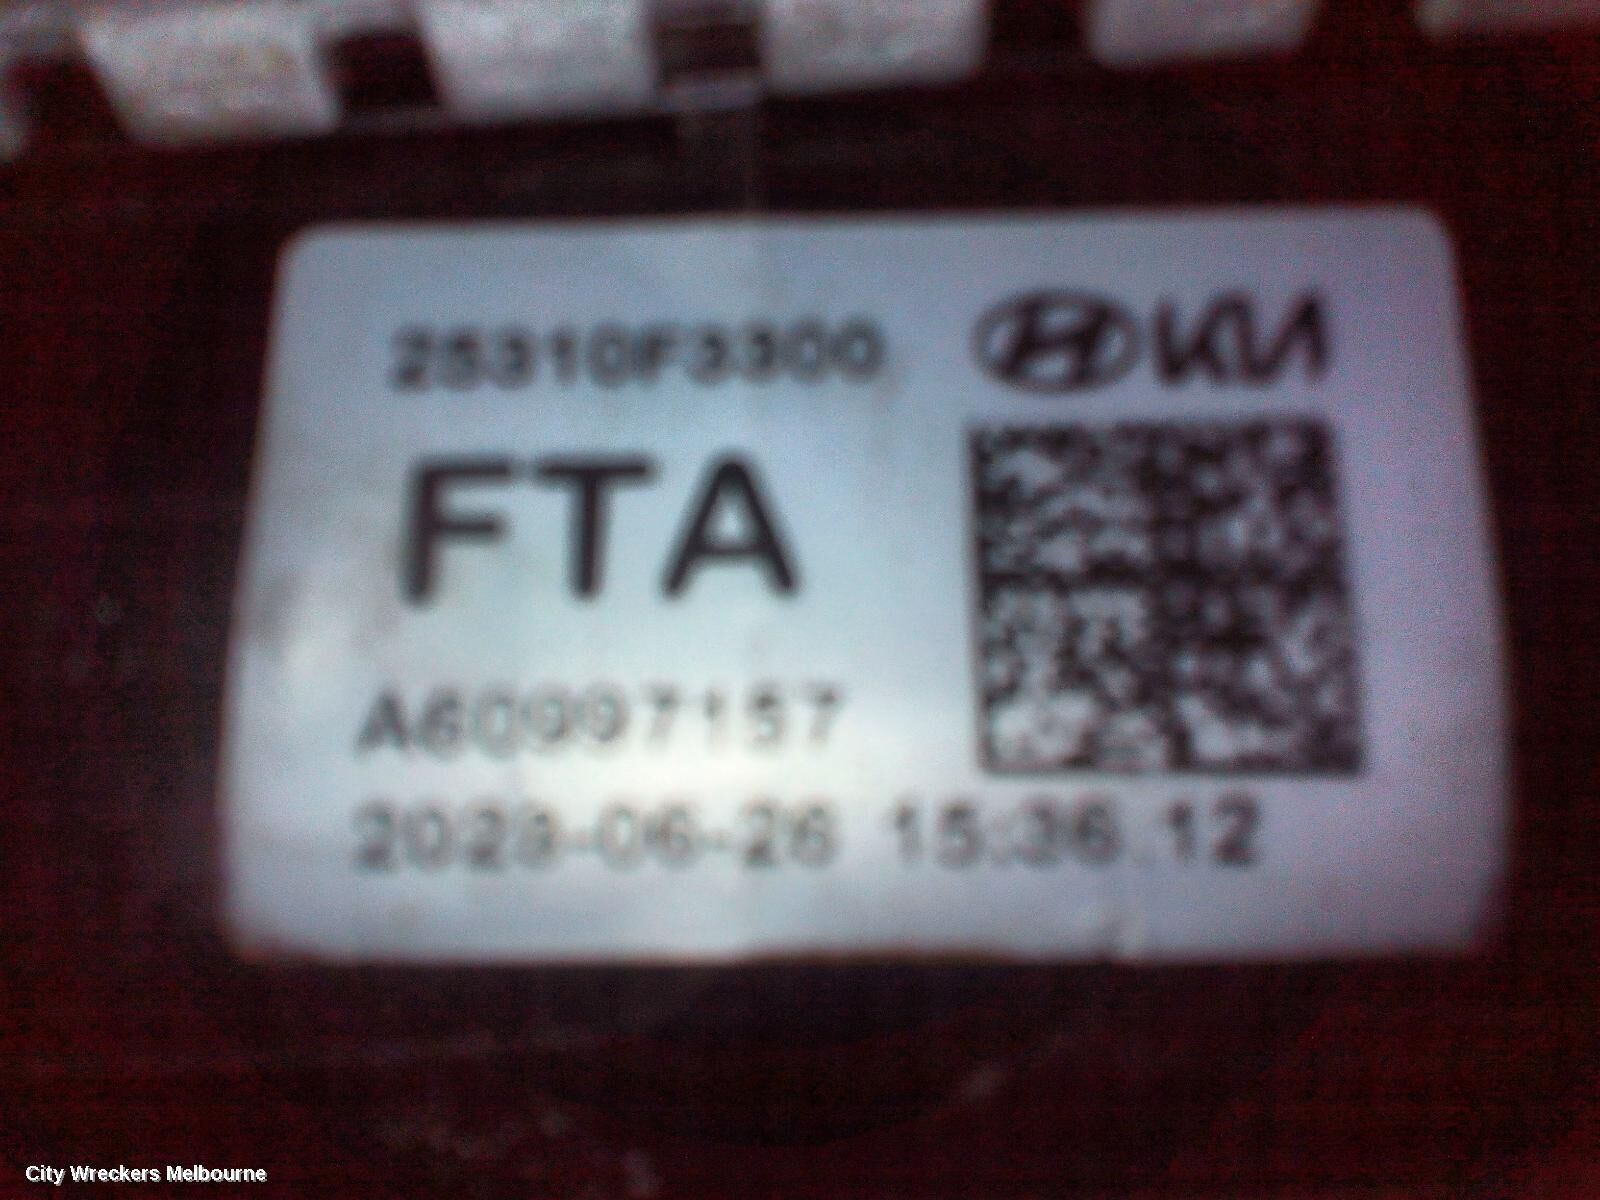 25310F3300
KIA
FTA
A60997157
2023-06-26 15:36:12
City Wreckers Melbourne